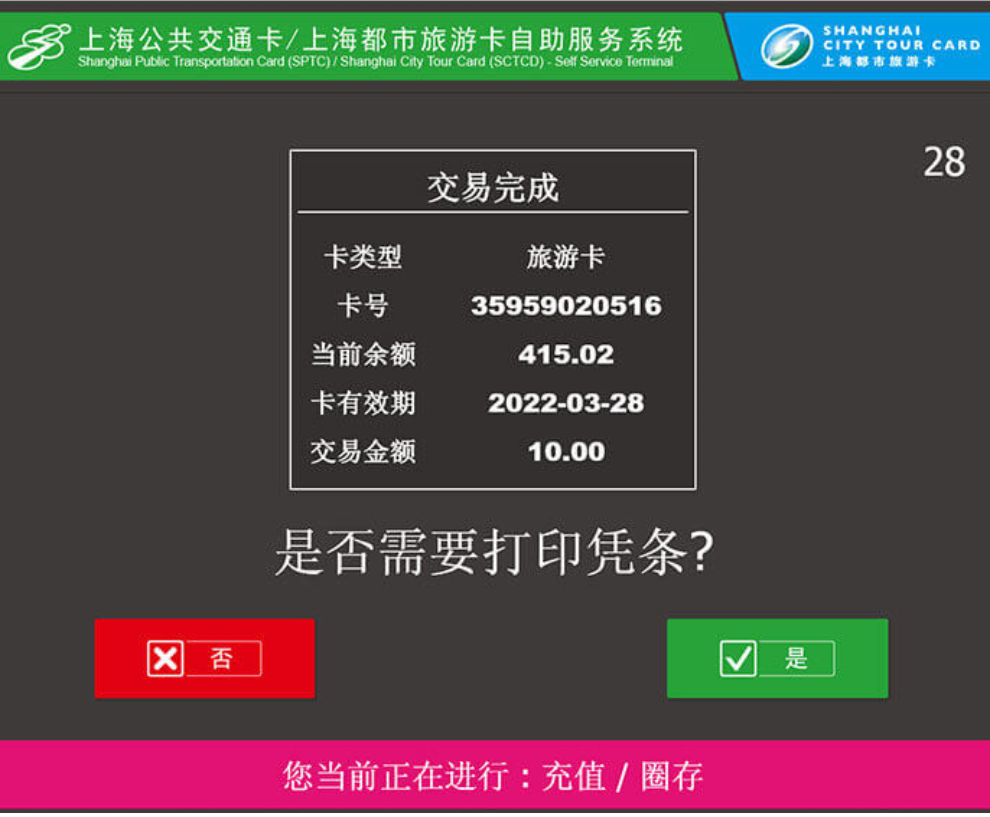 上海公共交通卡/上海都市旅游卡自助服务系统
Shanghai Public Transportation Card (SPTC) / Shanghai City Tour Card (SCTCD) - Self Service Terminal
SHANGHAI
CITY TOUR CARD
上海都市旅游卡
28
交易完成
卡类型 旅游卡
卡号 35959020516
当前余额 415.02
卡有效期 2022-03-28
交易金额 10.00
是否需要打印凭条?
否
是
您当前正在进行：充值 / 圈存